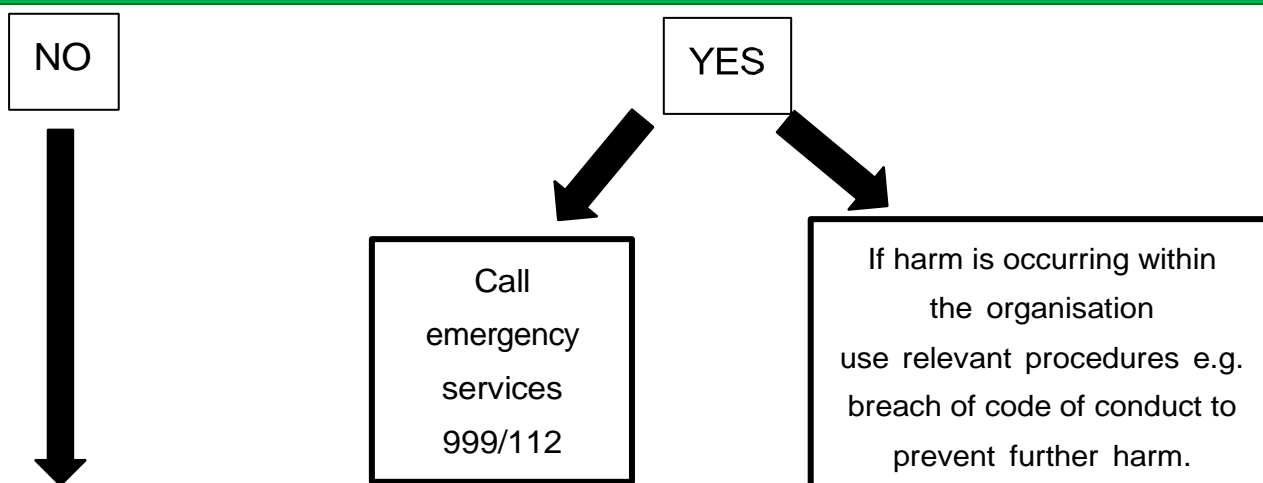 NO
YES
Call
emergency
services
999/112
If harm is occurring within
the organisation
use relevant procedures e.g.
breach of code of conduct to
prevent further harm.